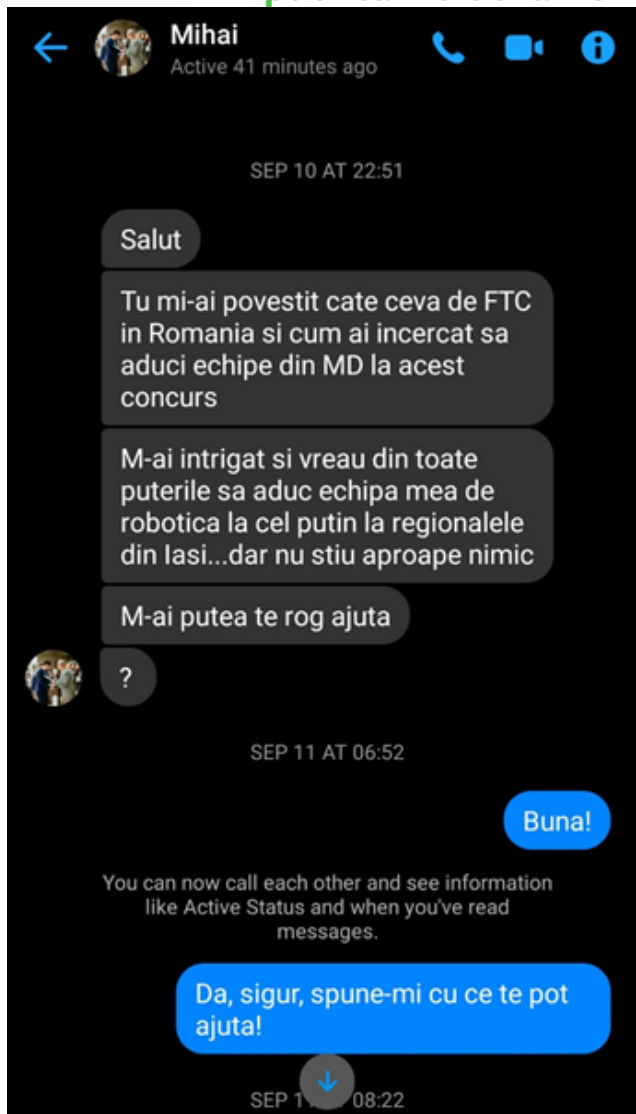 Mihai
Active 41 minutes ago
SEP 10 AT 22:51
Salut
Tu mi-ai povestit cate ceva de FTC
in Romania si cum ai incercat sa
aduci echipe din MD la acest
concurs
M-ai intrigat si vreau din toate
puterile sa aduc echipa mea de
robotica la cel putin la regionalele
din Iasi...dar nu stiu aproape nimic
M-ai putea te rog ajuta
?
SEP 11 AT 06:52
Buna!
You can now call each other and see information
like Active Status and when you've read
messages.
Da, sigur, spune-mi cu ce te pot
ajuta!
SEP 08:22